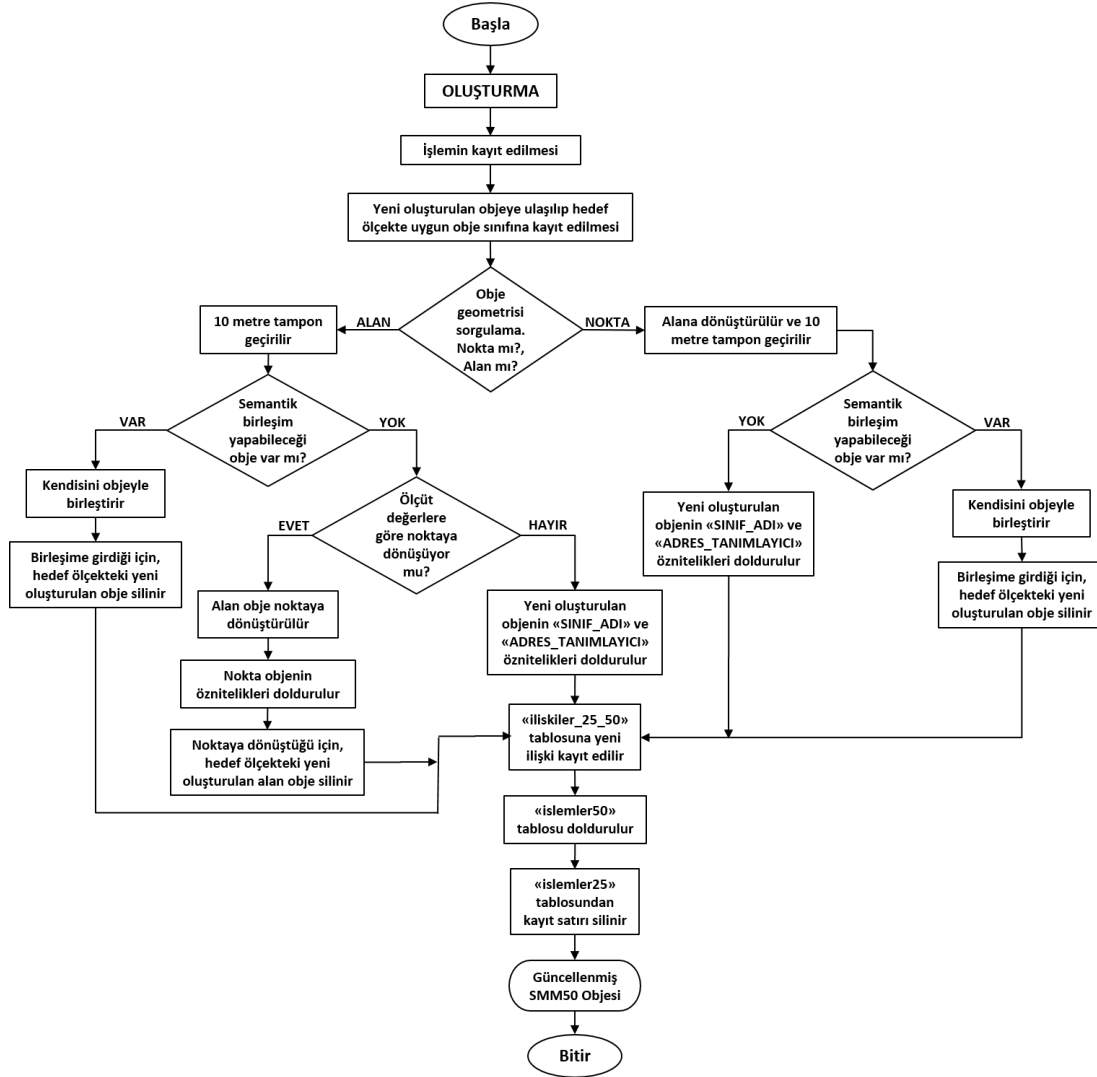 Başla
OLUŞTURMA
İşlemin kayıt edilmesi
Yeni oluşturulan objeye ulaşılıp hedef
ölçekte uygun obje sınıfına kayıt edilmesi
Obje
geometrisi
sorgulama.
Nokta mı?,
Alan mı?
ALAN
NOKTA
10 metre tampon
geçirilir
Alana dönüştürülür ve 10
metre tampon geçirilir
Semantik
birleşim
yapabileceği
obje var mı?
VAR
YOK
Semantik
birleşim
yapabileceği
obje var mı?
YOK
VAR
Kendisini objeyle
birleştirir
Birleşime girdiği için,
hedef ölçekteki yeni
oluşturulan obje silinir
Ölçüt
değerlere
göre noktaya
dönüşüyor
mu?
EVET
HAYIR
Yeni oluşturulan
objenin «SINIF_ADI» ve
«ADRES_TANIMLAYICI»
öznitelikleri doldurulur
Kendisini objeyle
birleştirir
Birleşime girdiği için,
hedef ölçekteki yeni
oluşturulan obje silinir
Alan obje noktaya
dönüştürülür
Nokta objenin
öznitelikleri doldurulur
Noktaya dönüştüğü için,
hedef ölçekteki yeni
oluşturulan alan obje silinir
Yeni oluşturulan
objenin «SINIF_ADI» ve
«ADRES_TANIMLAYICI»
öznitelikleri doldurulur
«iliskiler_25_50»
tablosuna yeni
ilişki kayıt edilir
«islemler50»
tablosu doldurulur
«islemler25»
tablosundan
kayıt satırı silinir
Güncellenmiş
SMM50 Objesi
Bitir